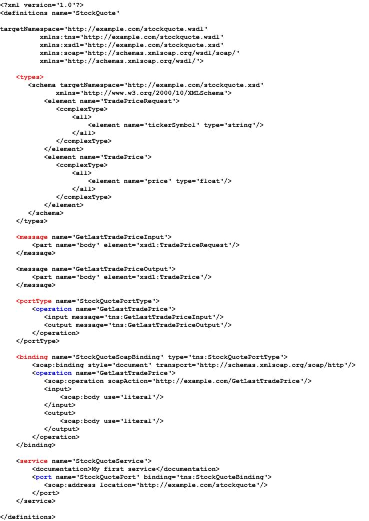 <?xml version="1.0"?>
<definitions name="StockQuote"
targetNamespace="http://example.com/stockquote.wsdl"
xmlns:tns="http://example.com/stockquote.wsdl"
xmlns:xsd1="http://example.com/stockquote.xsd"
xmlns:soap="http://schemas.xmlsoap.org/wsdl/soap/"
xmlns="http://schemas.xmlsoap.org/wsdl/">
<types>
<schema targetNamespace="http://example.com/stockquote.xsd"
xmlns="http://www.w3.org/2000/10/XMLSchema">
<element name="TradePriceRequest">
<complexType>
<all>
<element name="tickerSymbol" type="string"/>
</all>
</complexType>
</element>
<element name="TradePrice">
<complexType>
<all>
<element name="price" type="float"/>
</all>
</complexType>
</element>
</schema>
</types>
<message name="GetLastTradePriceInput">
<part name="body" element="xsd1:TradePriceRequest"/>
</message>
<message name="GetLastTradePriceOutput">
<part name="body" element="xsd1:TradePrice"/>
</message>
<portType name="StockQuotePortType">
<operation name="GetLastTradePrice">
<input message="tns:GetLastTradePriceInput"/>
<output message="tns:GetLastTradePriceOutput"/>
</operation>
</portType>
<binding name="StockQuoteSoapBinding" type="tns:StockQuotePortType">
<soap:binding style="document" transport="http://schemas.xmlsoap.org/soap/http"/>
<operation name="GetLastTradePrice">
<soap:operation soapAction="http://example.com/GetLastTradePrice"/>
<input>
<soap:body use="literal"/>
</input>
<output>
<soap:body use="literal"/>
</output>
</operation>
</binding>
<service name="StockQuoteService">
<documentation>My first service</documentation>
<port name="StockQuotePort" binding="tns:StockQuoteBinding">
<soap:address location="http://example.com/stockquote"/>
</port>
</service>
</definitions>